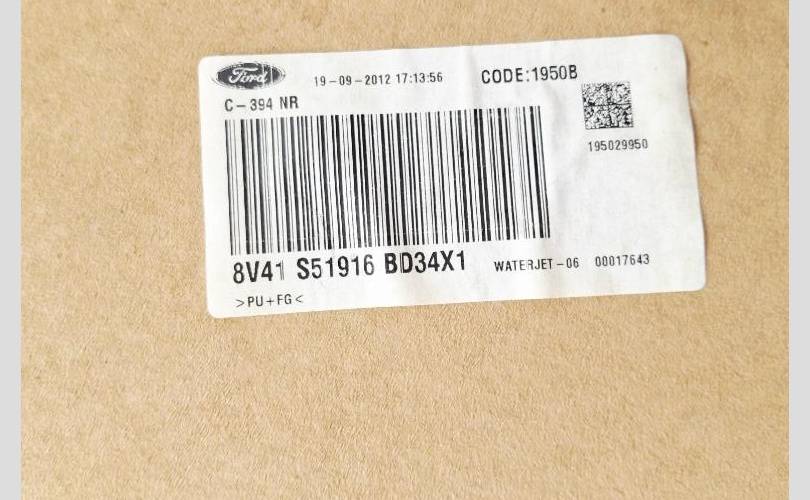 Ford
19-09-2012 17:13:56
CODE:1950B
C-394 NR
195029950
8V41 S51916 BD34X1
WATERJET-06 00017643
>PU+FG<